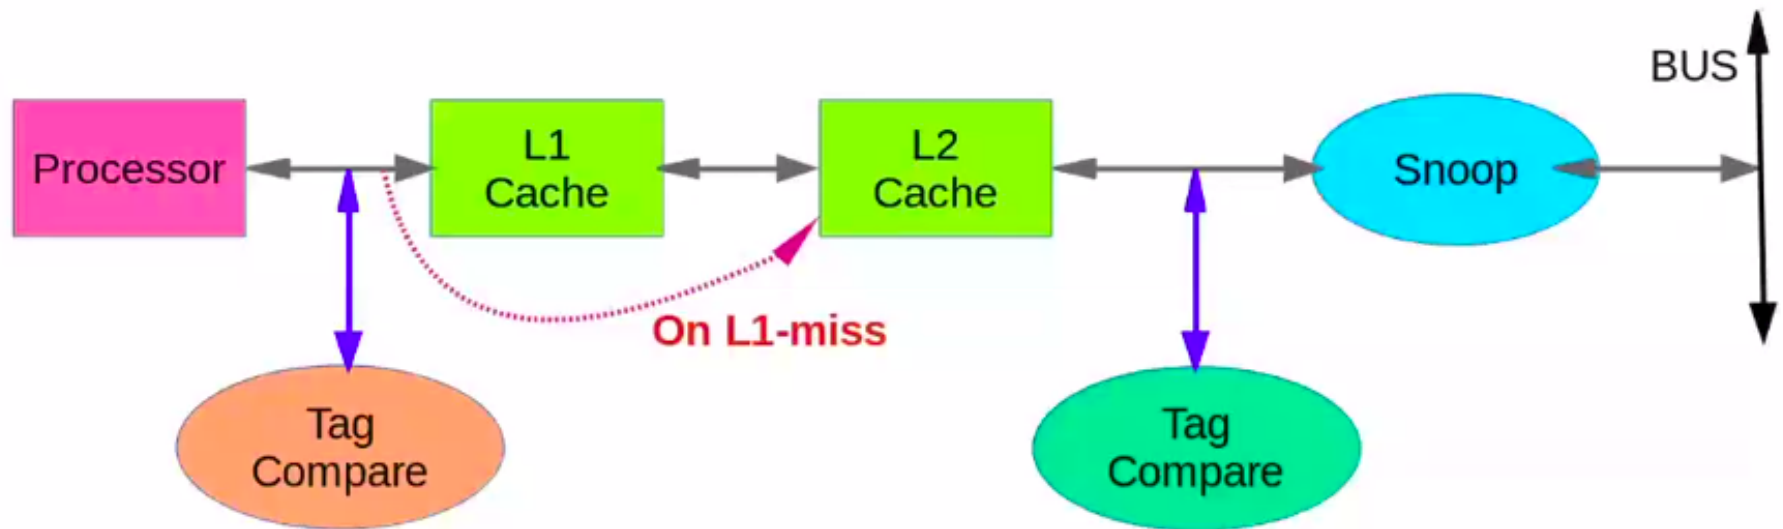 BUS
Processor
L1
Cache
L2
Cache
Snoop
On L1-miss
Tag
Compare
Tag
Compare